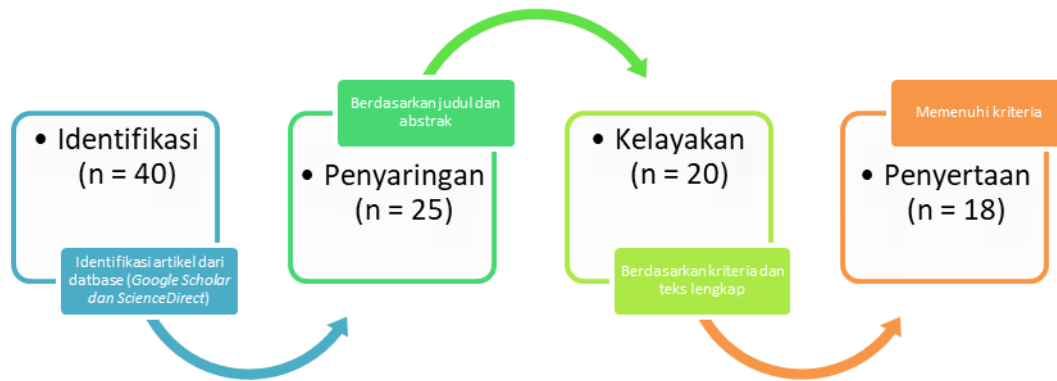 • Identifikasi
(n = 40)
Identifikasi artikel dari
datbase (Google Scholar
dan ScienceDirect)
Berdasarkan judul dan
abstrak
• Penyaringan
(n = 25)
• Kelayakan
(n = 20)
Berdasarkan kriteria dan
teks lengkap
Memenuhi kriteria
• Penyertaan
(n = 18)